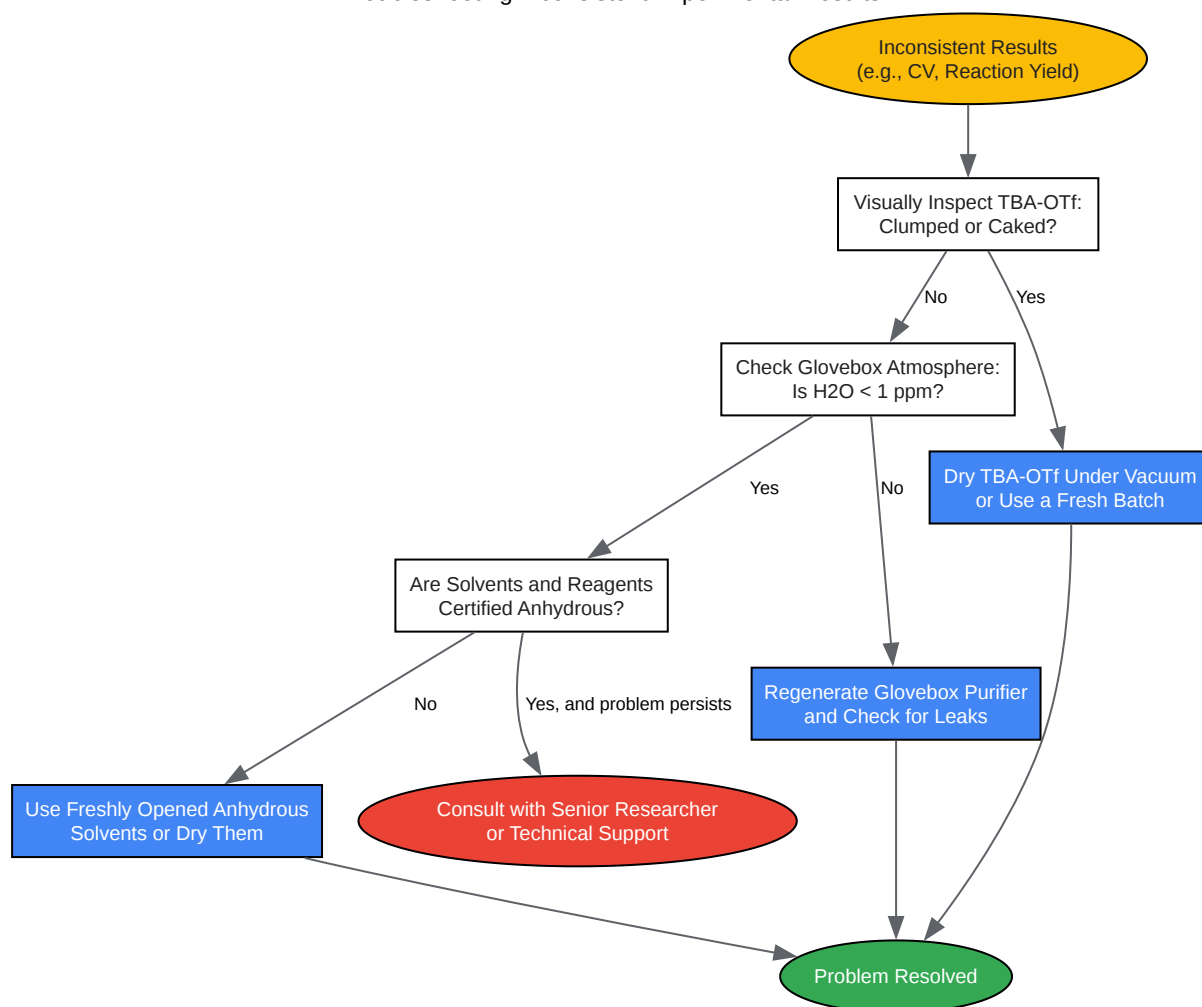 Inconsistent Results
(e.g., CV, Reaction Yield)
Visually Inspect TBA-OTf:
Clumped or Caked?
No
Yes
Check Glovebox Atmosphere:
Is H2O < 1 ppm?
Dry TBA-OTf Under Vacuum
or Use a Fresh Batch
Yes
No
Are Solvents and Reagents
Certified Anhydrous?
Regenerate Glovebox Purifier
and Check for Leaks
No
Yes, and problem persists
Use Freshly Opened Anhydrous
Solvents or Dry Them
Consult with Senior Researcher
or Technical Support
Problem Resolved